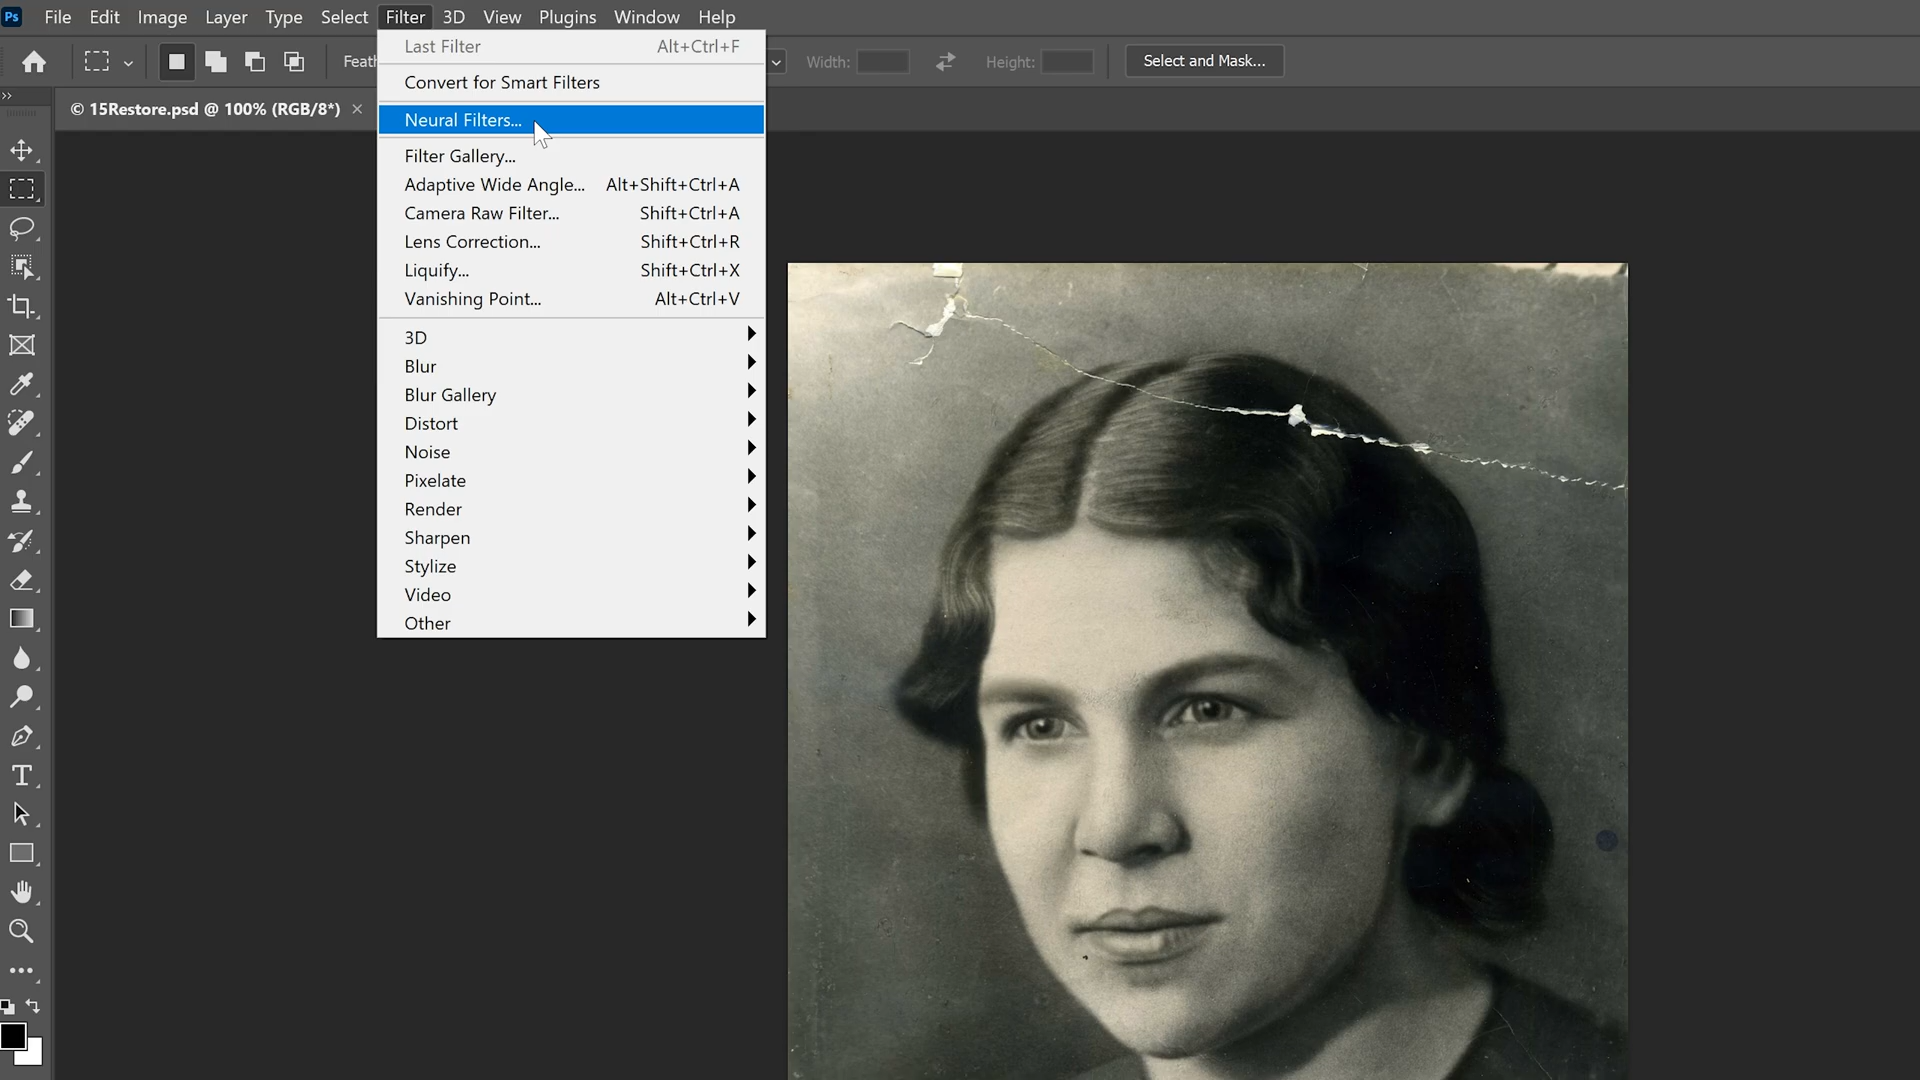 Ps File Edit Image Layer Type Select Filter 3D View Plugins Window Help
Feath Width: Height: Select and Mask...
© 15Restore.psd @ 100% (RGB/8*) ×
Last Filter Alt+Ctrl+F
Convert for Smart Filters
Neural Filters...
Filter Gallery...
Adaptive Wide Angle... Alt+Shift+Ctrl+A
Camera Raw Filter... Shift+Ctrl+A
Lens Correction... Shift+Ctrl+R
Liquify... Shift+Ctrl+X
Vanishing Point... Alt+Ctrl+V
3D
Blur
Blur Gallery
Distort
Noise
Pixelate
Render
Sharpen
Stylize
Video
Other